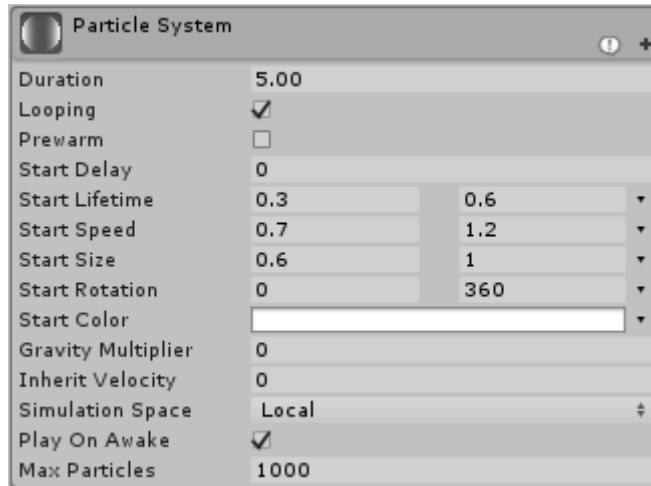 Particle System
Duration 5.00
Looping
Prewarm
Start Delay 0
Start Lifetime 0.3 0.6
Start Speed 0.7 1.2
Start Size 0.6 1
Start Rotation 0 360
Start Color
Gravity Multiplier 0
Inherit Velocity 0
Simulation Space Local
Play On Awake
Max Particles 1000